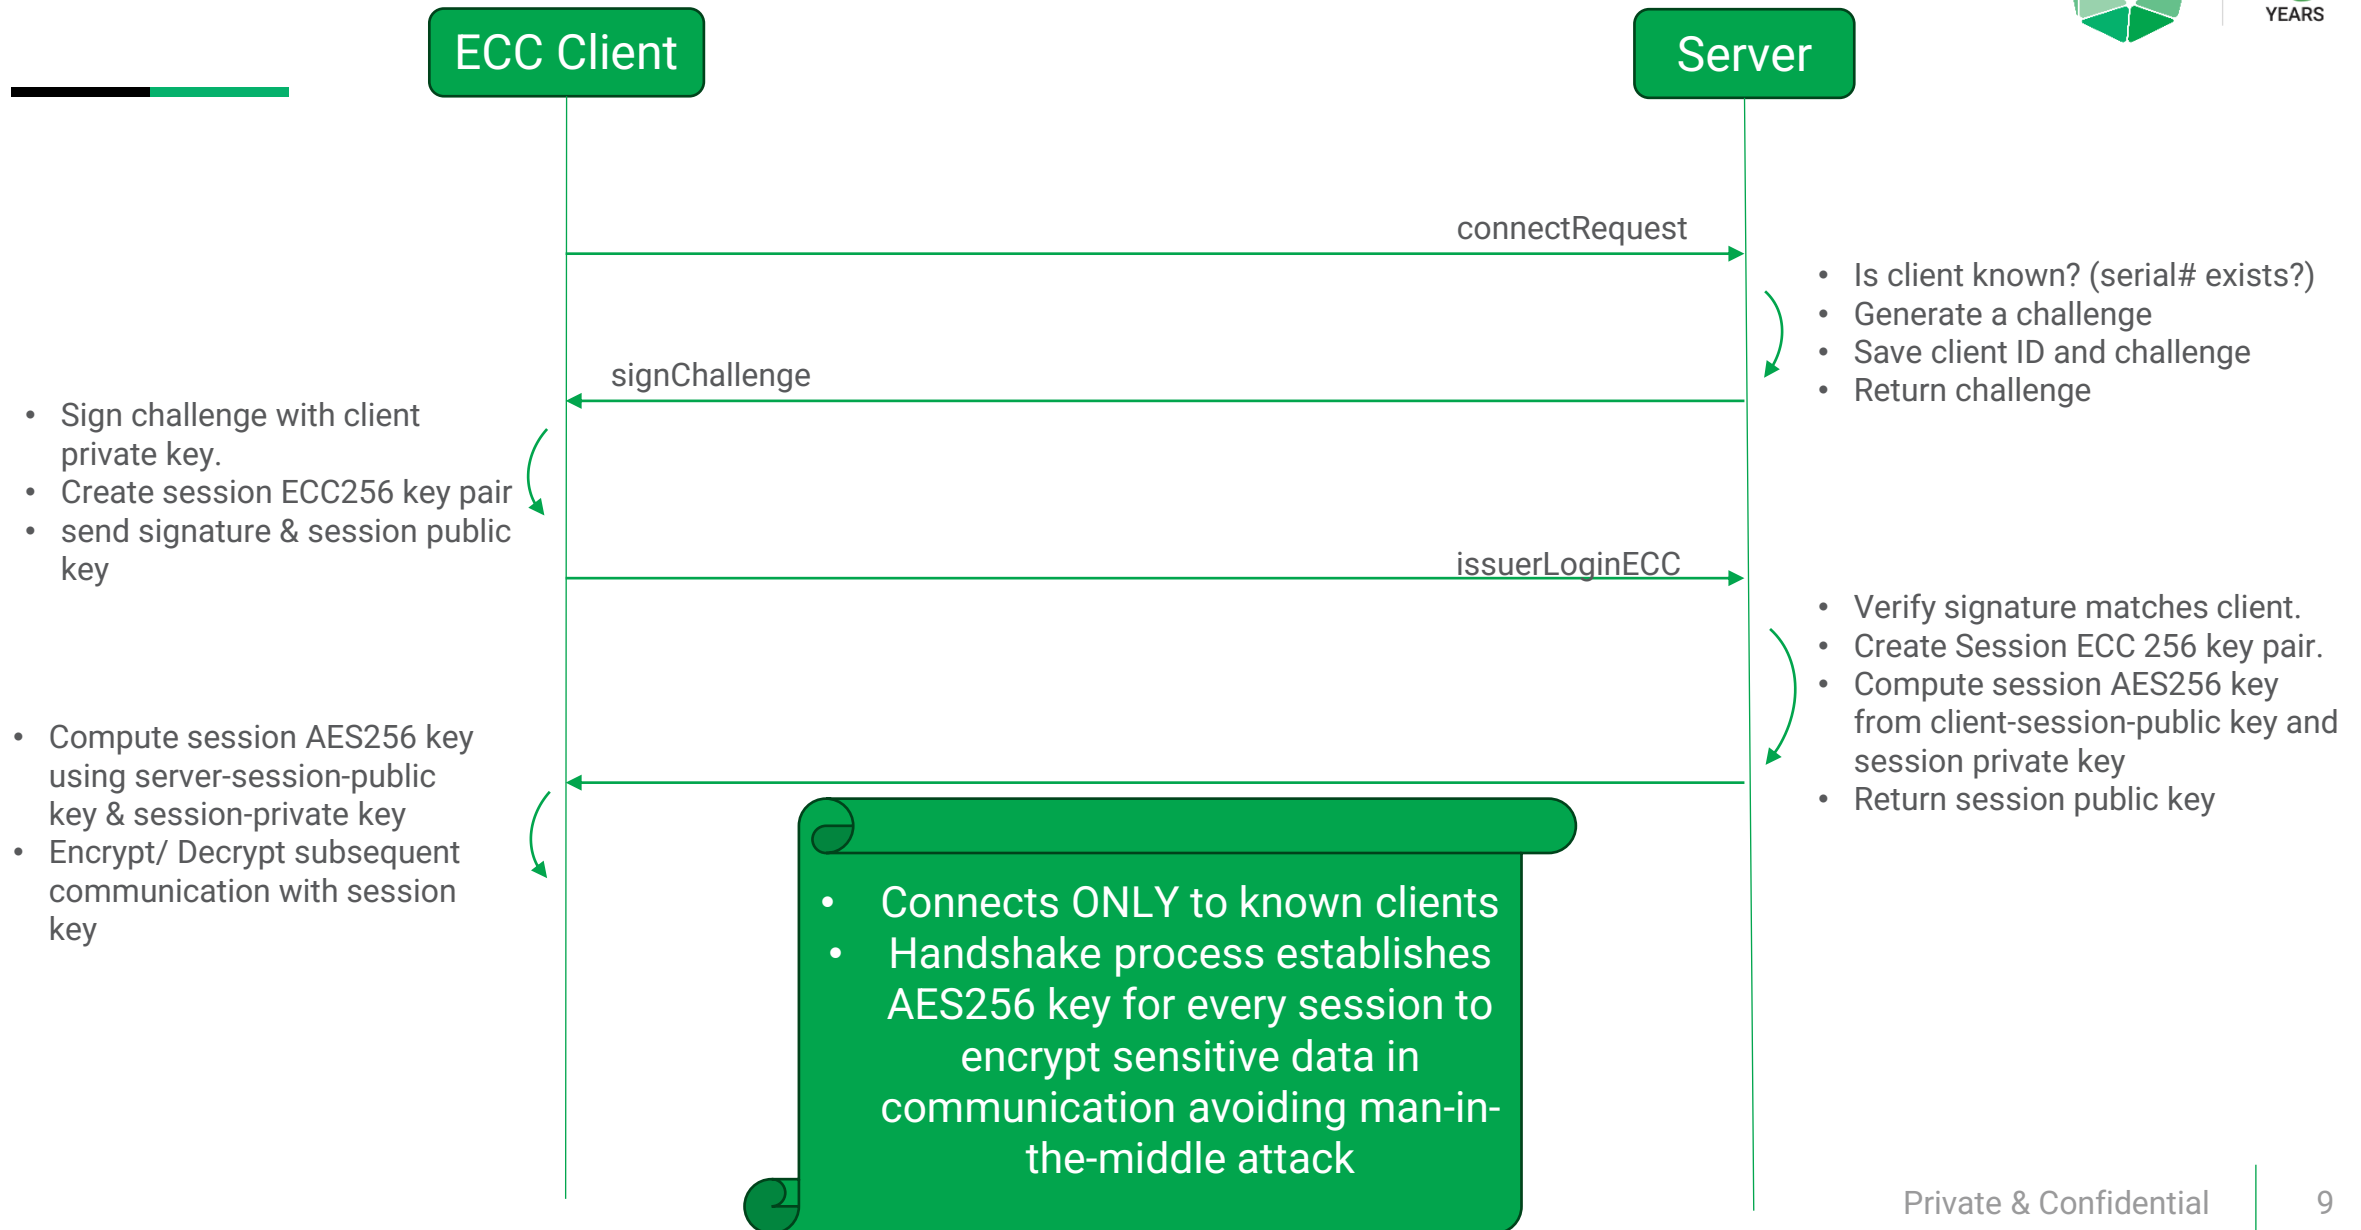 YEARS
ECC Client
Server
connectRequest
• Is client known? (serial# exists?)
• Generate a challenge
• Save client ID and challenge
• Return challenge
signChallenge
• Sign challenge with client
private key.
• Create session ECC256 key pair
• send signature & session public
key
issuerLoginECC
• Verify signature matches client.
• Create Session ECC 256 key pair.
• Compute session AES256 key
from client-session-public key and
session private key
• Return session public key
• Compute session AES256 key
using server-session-public
key & session-private key
• Encrypt/ Decrypt subsequent
communication with session
key
• Connects ONLY to known clients
• Handshake process establishes
AES256 key for every session to
encrypt sensitive data in
communication avoiding man-in-
the-middle attack
Private & Confidential
9